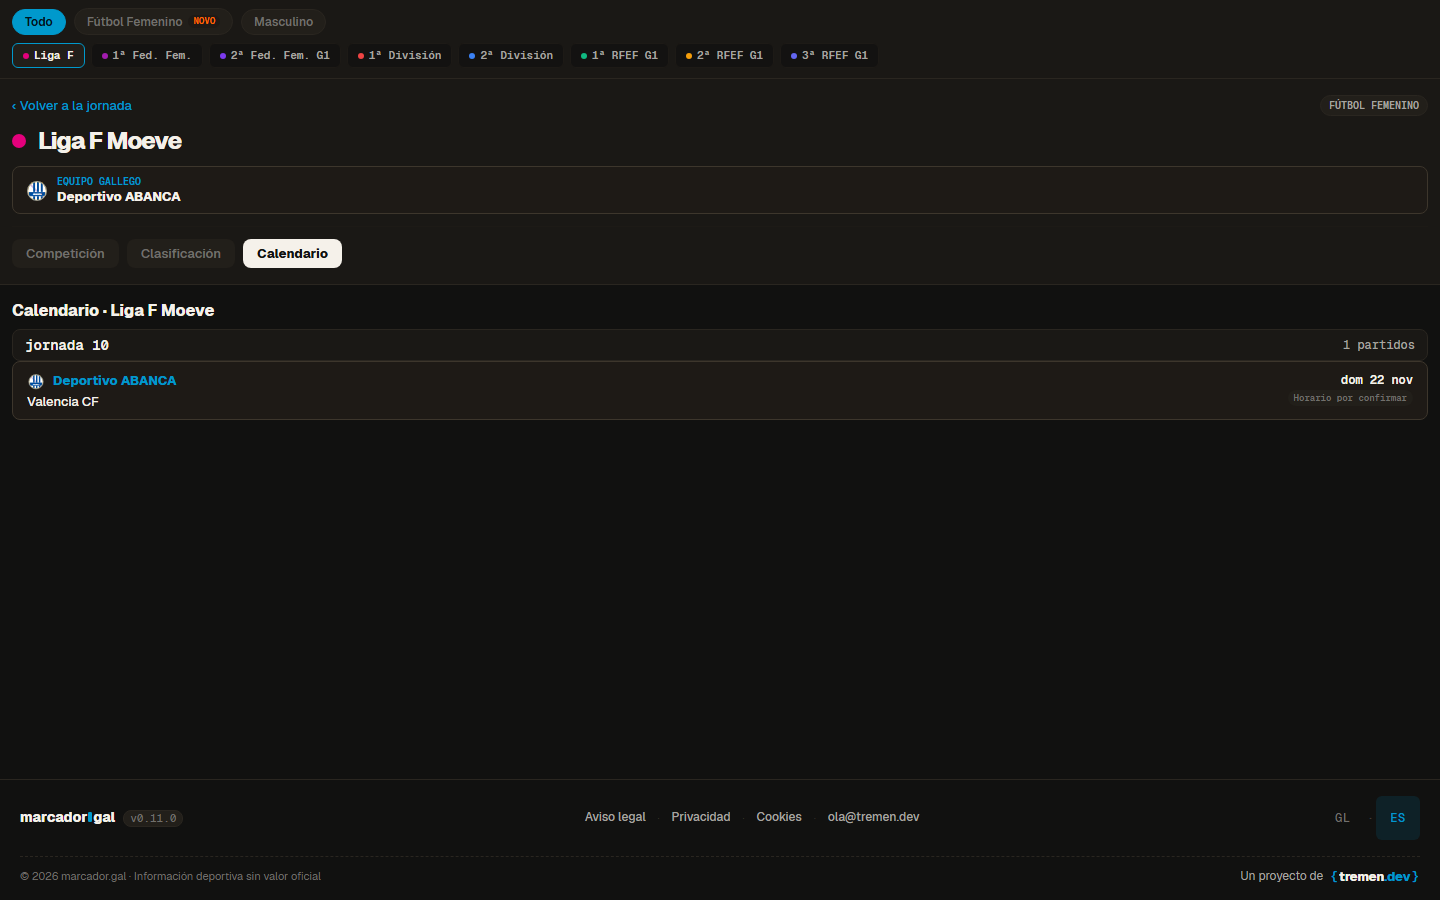 Todo Fútbol Femenino NOVO Masculino
Liga F 1ª Fed. Fem. 2ª Fed. Fem. G1 1ª División 2ª División 1ª RFEF G1 2ª RFEF G1 3ª RFEF G1
‹ Volver a la jornada FÚTBOL FEMENINO
Liga F Moeve
EQUIPO GALLEGO
Deportivo ABANCA
Competición Clasificación Calendario
Calendario · Liga F Moeve
jornada 10 1 partidos
Deportivo ABANCA dom 22 nov
Valencia CF Horario por confirmar
marcador gal v0.11.0 Aviso legal · Privacidad · Cookies · ola@tremen.dev GL · ES
© 2026 marcador.gal · Información deportiva sin valor oficial Un proyecto de {tremen.dev}